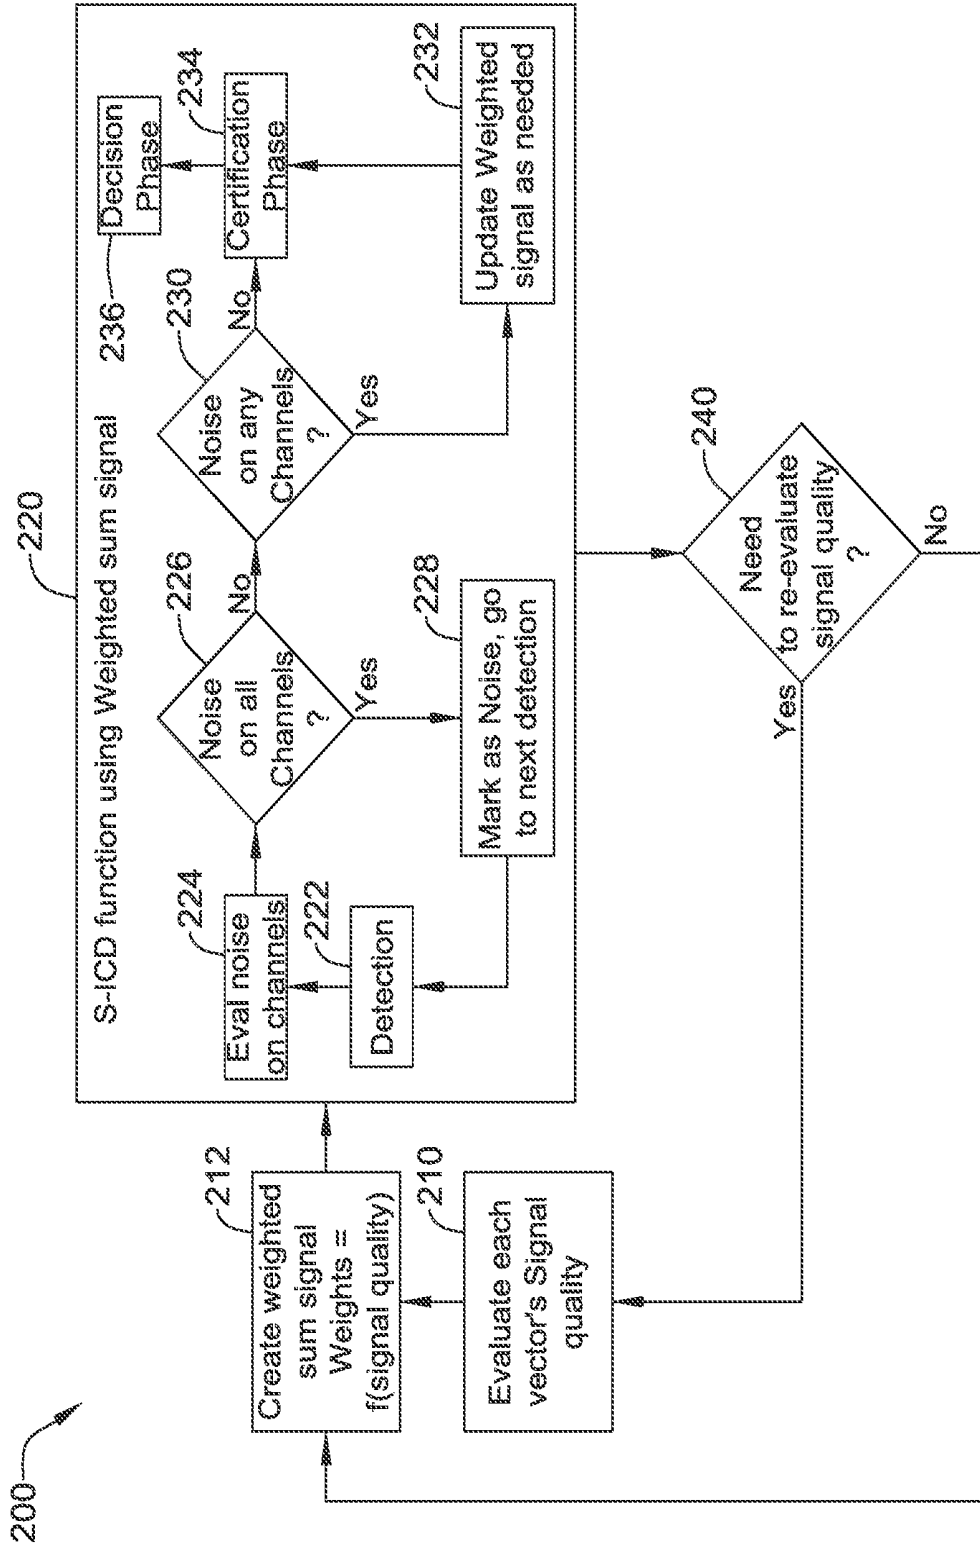 200
220
S-ICD function using Weighted sum signal
212
Create weighted
sum signal
Weights =
f(signal quality)
210
Evaluate each
vector's Signal
quality
224
Eval noise
on channels
222
Detection
226
Noise
on all
Channels
?
No
Yes
228
Mark as Noise, go
to next detection
230
Noise
on any
Channels
?
No
Yes
236
Decision
Phase
234
Certification
Phase
232
Update Weighted
signal as needed
240
Need
to re-evaluate
signal quality
?
Yes
No